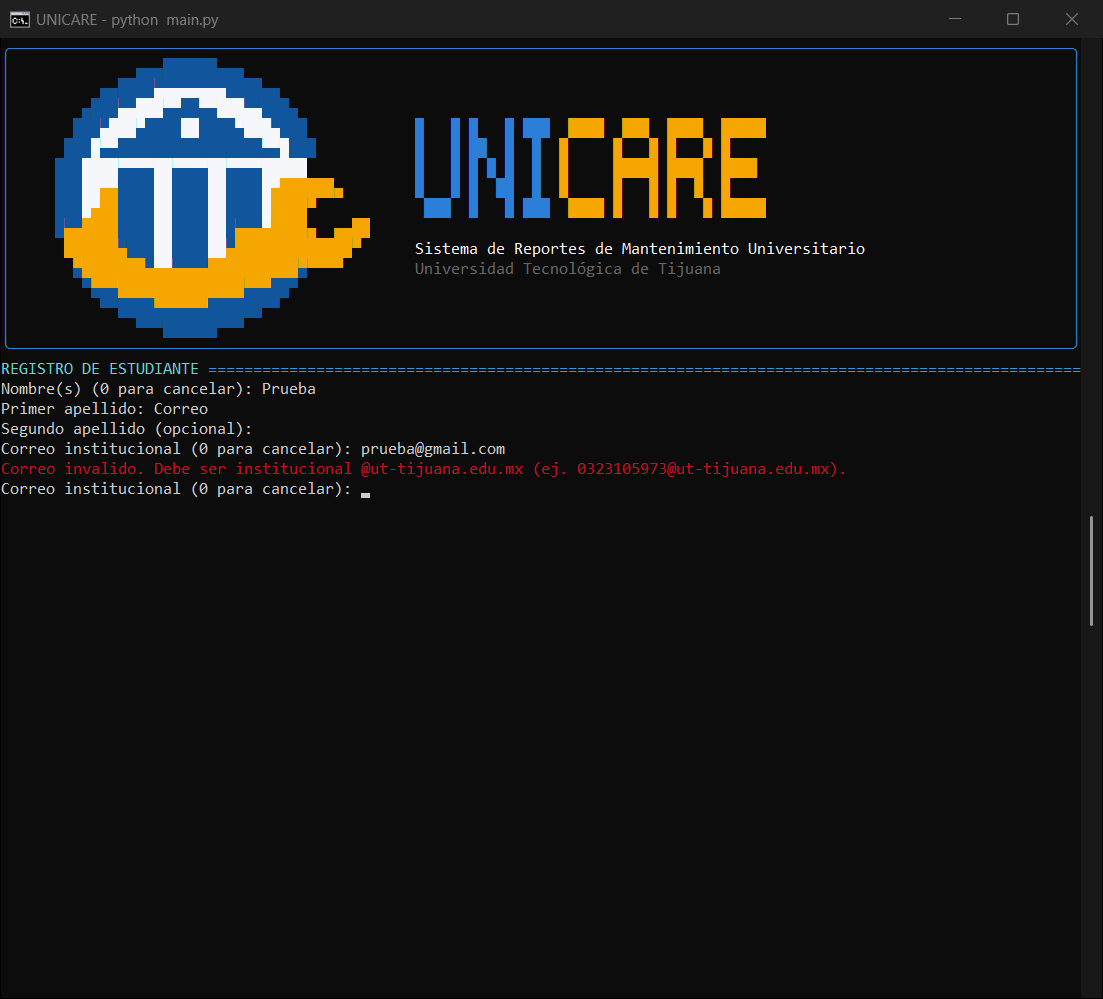 UNICARE - python  main.py
UNICARE
Sistema de Reportes de Mantenimiento Universitario
Universidad Tecnológica de Tijuana
REGISTRO DE ESTUDIANTE =================================================================================================
Nombre(s) (0 para cancelar): Prueba
Primer apellido: Correo
Segundo apellido (opcional):
Correo institucional (0 para cancelar): prueba@gmail.com
Correo invalido. Debe ser institucional @ut-tijuana.edu.mx (ej. 0323105973@ut-tijuana.edu.mx).
Correo institucional (0 para cancelar):